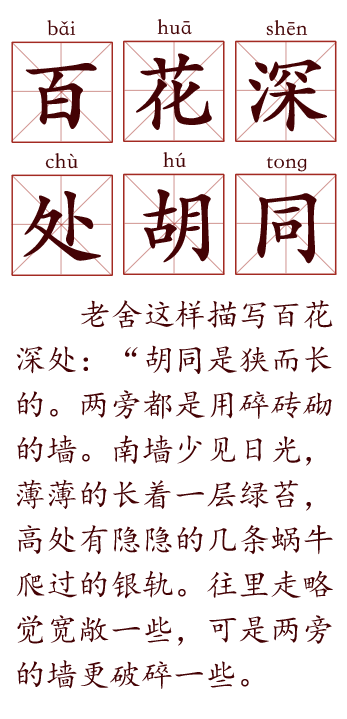 bǎi huā shēn
百花深
chù hú tong
处胡同
老舍这样描写百花
深处：“胡同是狭而长
的。两旁都是用碎砖砌
的墙。南墙少见日光，
薄薄的长着一层绿苔，
高处有隐隐的几条蜗牛
爬过的银轨。往里走略
觉宽敞一些，可是两旁
的墙更破碎一些。